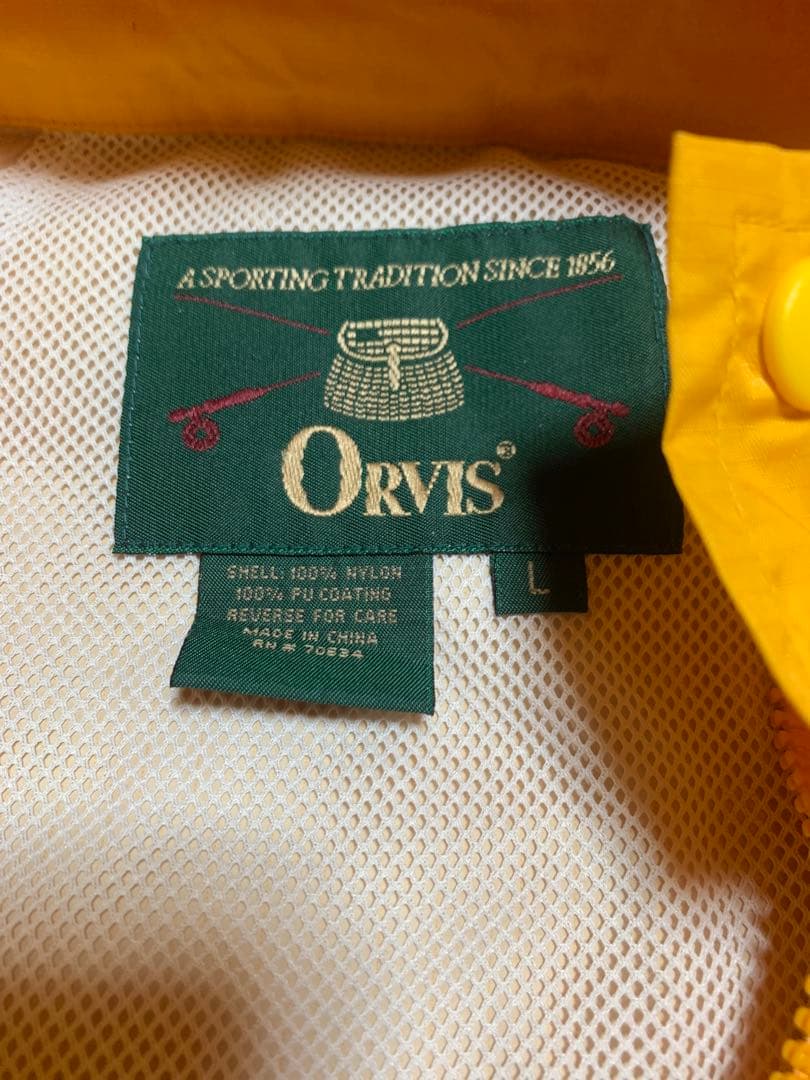 A SPORTING TRADITION SINCE 1856
ORVIS®
SHELL: 100% NYLON
100% PU COATING
REVERSE FOR CARE
MADE IN CHINA
RN # 70534
L